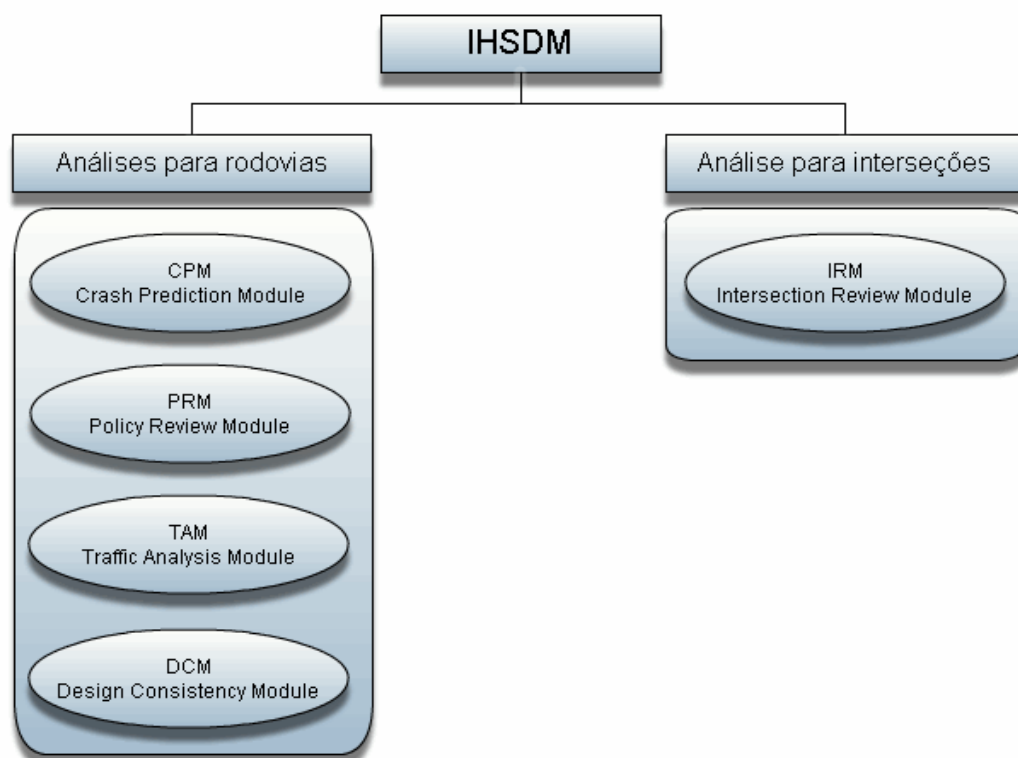 IHSDM
Análises para rodovias
CPM
Crash Prediction Module
PRM
Policy Review Module
TAM
Traffic Analysis Module
DCM
Design Consistency Module
Análise para interseções
IRM
Intersection Review Module